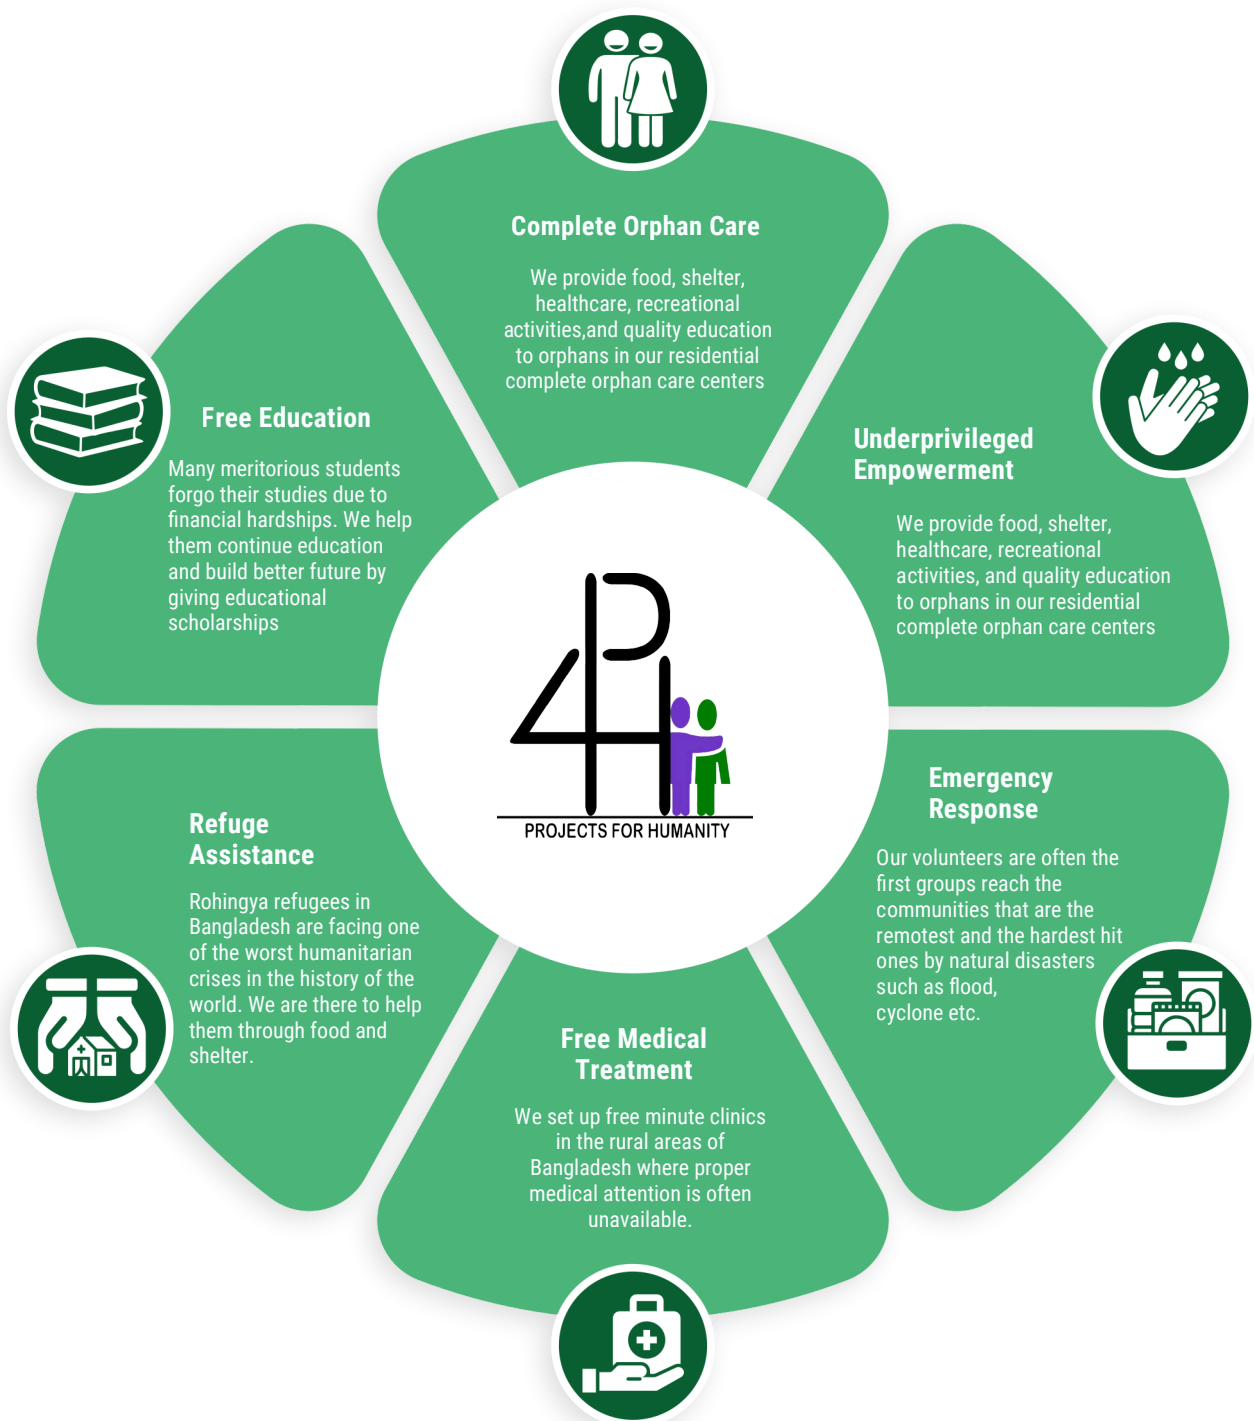 Complete Orphan Care
We provide food, shelter,
healthcare, recreational
activities,and quality education
to orphans in our residential
complete orphan care centers
Underprivileged
Empowerment
We provide food, shelter,
healthcare, recreational
activities, and quality education
to orphans in our residential
complete orphan care centers
Emergency
Response
Our volunteers are often the
first groups reach the
communities that are the
remotest and the hardest hit
ones by natural disasters
such as flood,
cyclone etc.
Free Medical
Treatment
We set up free minute clinics
in the rural areas of
Bangladesh where proper
medical attention is often
unavailable.
Refuge
Assistance
Rohingya refugees in
Bangladesh are facing one
of the worst humanitarian
crises in the history of the
world. We are there to help
them through food and
shelter.
Free Education
Many meritorious students
forgo their studies due to
financial hardships. We help
them continue education
and build better future by
giving educational
scholarships
P4H
PROJECTS FOR HUMANITY